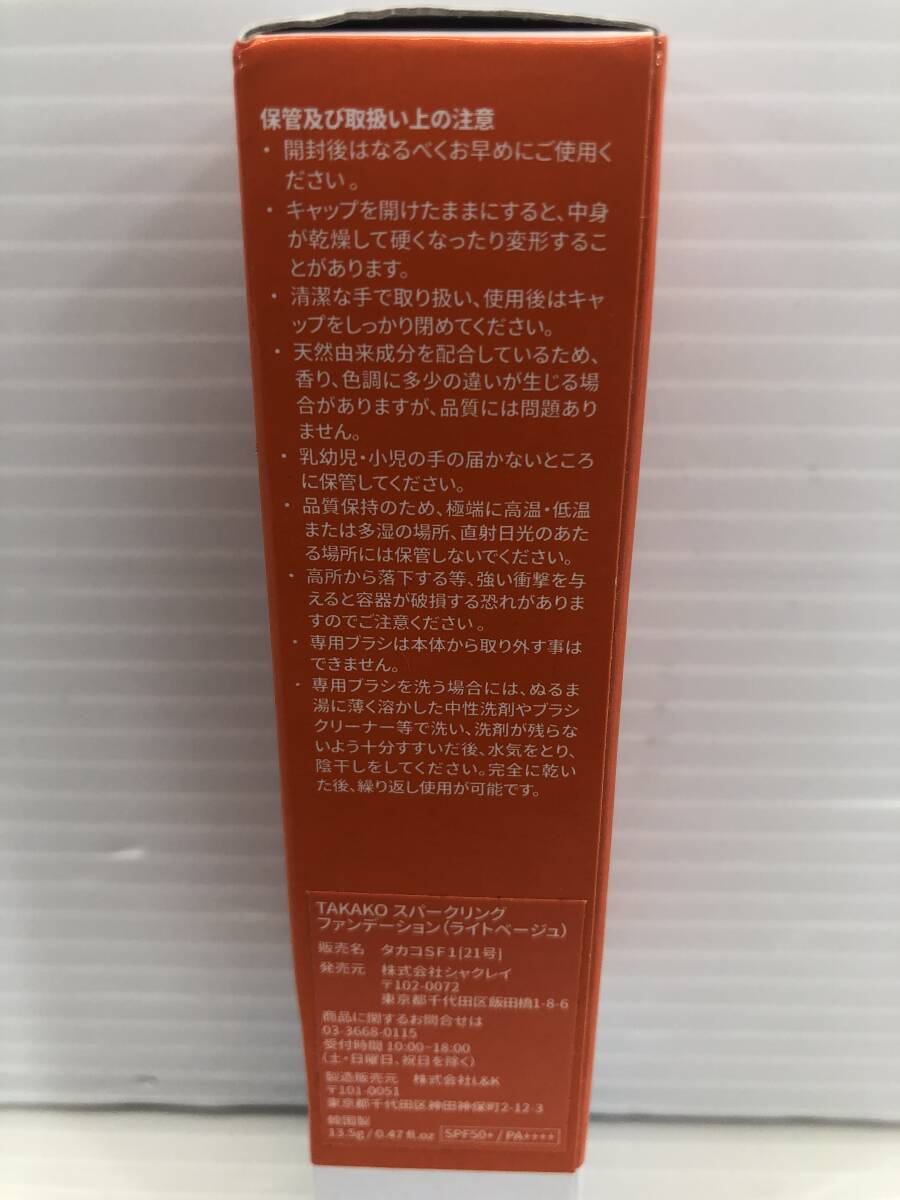 保管及び取扱い上の注意
・ 開封後はなるべくお早めにご使用く
ださい。
・ キャップを開けたままにすると、中身
が乾燥して硬くなったり変形するこ
とがあります。
・ 清潔な手で取り扱い、使用後はキャ
ップをしっかり閉めてください。
・ 天然由来成分を配合しているため、
香り、色調に多少の違いが生じる場
合がありますが、品質には問題あり
ません。
・ 乳幼児・小児の手の届かないところ
に保管してください。
・ 品質保持のため、極端に高温・低温
または多湿の場所、直射日光のあた
る場所には保管しないでください。
・ 高所から落下する等、強い衝撃を与
えると容器が破損する恐れがありま
すのでご注意ください。
・ 専用ブラシは本体から取り外す事は
できません。
・ 専用ブラシを洗う場合には、ぬるま
湯に薄く溶かした中性洗剤やブラシ
クリーナー等で洗い、洗剤が残らな
いよう十分すすいだ後、水気をとり、
陰干しをしてください。完全に乾い
た後、繰り返し使用が可能です。
TAKAKO スパークリング
ファンデーション(ライトベージュ)
販売名 タカコSF1[21号]
発売元 株式会社シャクレイ
〒102-0072
東京都千代田区飯田橋1-8-6
商品に関するお問合せは
03-3668-0115
受付時間 10:00~18:00
(土・日曜日、祝日を除く)
製造販売元 株式会社L&K
〒101-0051
東京都千代田区神田神保町2-12-3
韓国製
13.5g/0.47fl.oz SPF50+/PA++++